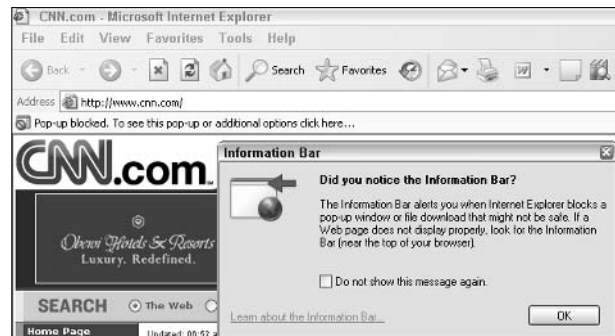 CNN.com - Microsoft Internet Explorer
File Edit View Favorites Tools Help
Back Search Favorites
Address http://www.cnn.com/
Pop-up blocked. To see this pop-up or additional options click here...
CNN.com
Information Bar
Did you notice the Information Bar?
The Information Bar alerts you when Internet Explorer blocks a
pop-up window or file download that might not be safe. If a
Web page does not display properly, look for the Information
Bar (near the top of your browser).
Do not show this message again.
Learn about the Information Bar...
OK
Hotels & Resorts
Luxury. Redefined.
SEARCH The Web
Home Page
Updated: